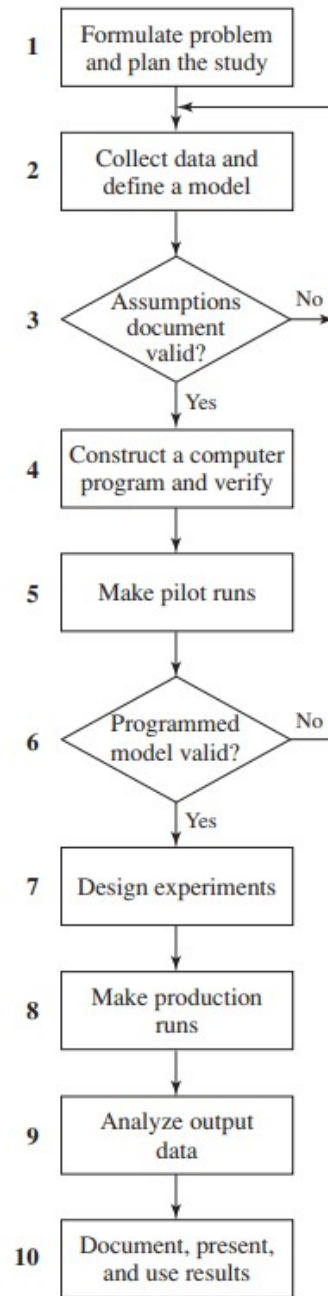 1
Formulate problem
and plan the study
2
Collect data and
define a model
3
Assumptions
document
valid?
No
Yes
4
Construct a computer
program and verify
5
Make pilot runs
6
Programmed
model valid?
No
Yes
7
Design experiments
8
Make production
runs
9
Analyze output
data
10
Document, present,
and use results